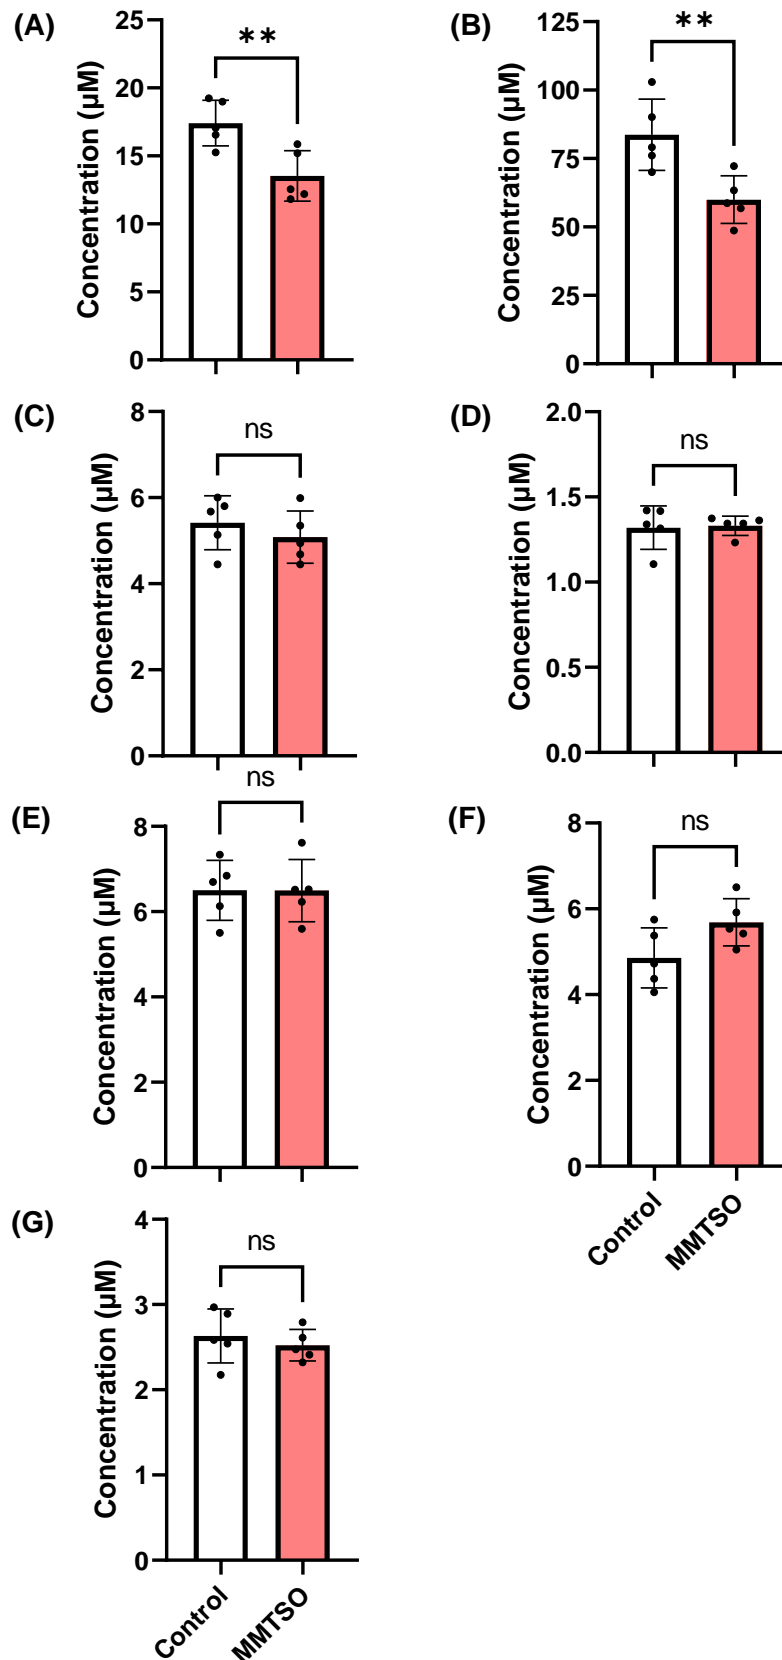 (A)
Concentration (µM)
25
20
15
10
5
0
**
(B)
Concentration (µM)
125
100
75
50
25
0
**
(C)
Concentration (µM)
8
6
4
2
0
ns
(D)
Concentration (µM)
2.0
1.5
1.0
0.5
0.0
ns
(E)
Concentration (µM)
8
6
4
2
0
ns
(F)
Concentration (µM)
8
6
4
2
0
ns
Control
MMTSO
(G)
Concentration (µM)
4
3
2
1
0
ns
Control
MMTSO